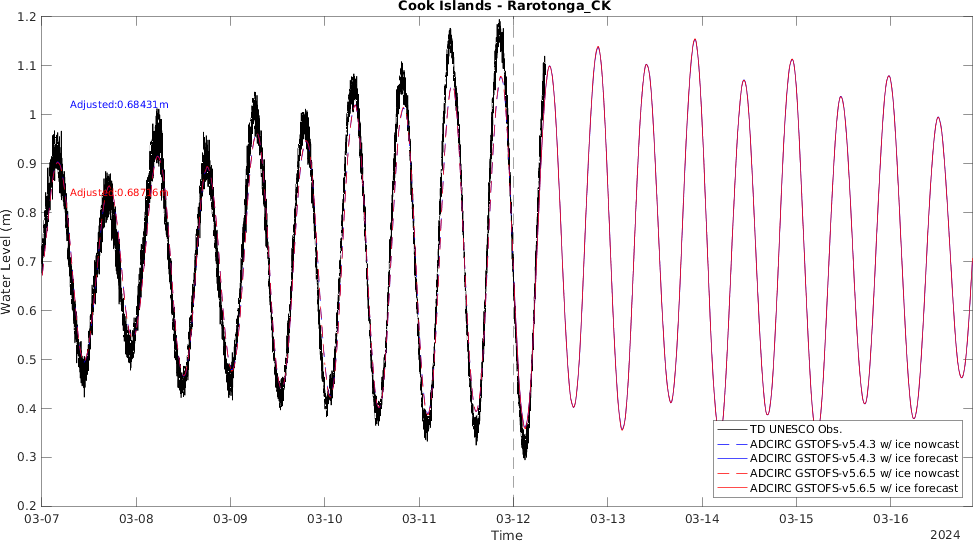 Cook Islands - Rarotonga_CK
Water Level (m)
1.2
1.1
1
0.9
0.8
0.7
0.6
0.5
0.4
0.3
0.2
Adjusted:0.68431m
TD UNESCO Obs.
ADCIRC GSTOFS-v5.4.3 w/ ice nowcast
ADCIRC GSTOFS-v5.4.3 w/ ice forecast
ADCIRC GSTOFS-v5.6.5 w/ ice nowcast
ADCIRC GSTOFS-v5.6.5 w/ ice forecast
03-07 03-08 03-09 03-10 03-11 03-12 03-13 03-14 03-15 03-16
Time
2024